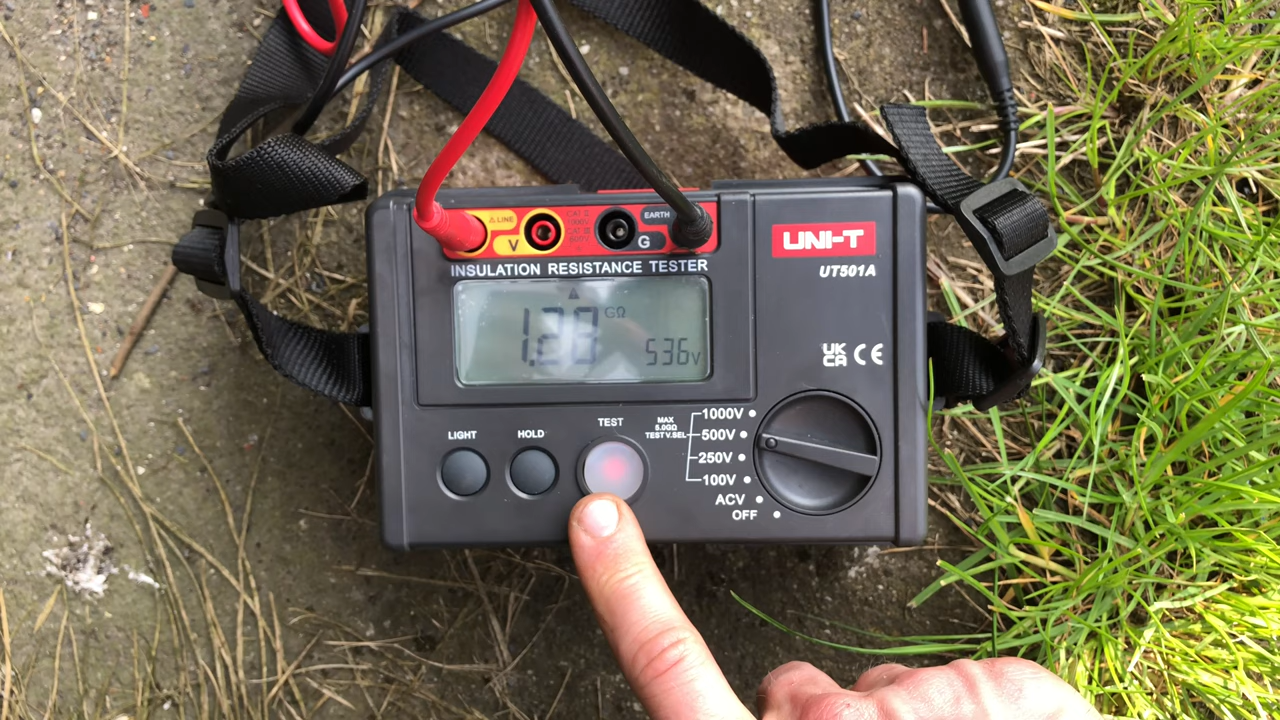 LINE
V
EARTH
G
INSULATION RESISTANCE TESTER
UNI-T
UT501A
1.28 GΩ
536V
UK
CA CE
LIGHT
HOLD
TEST
MAX
5.0GΩ
TEST V.SEL
1000V
500V
250V
100V
ACV
OFF